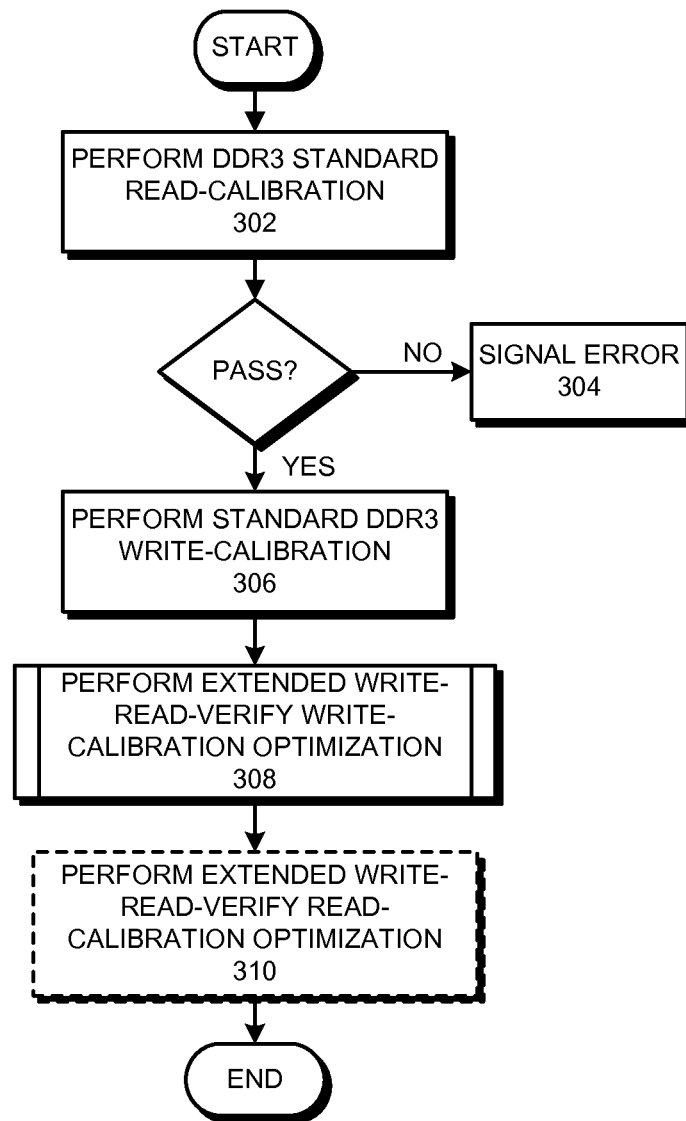 START
PERFORM DDR3 STANDARD
READ-CALIBRATION
302
PASS?
NO
SIGNAL ERROR
304
YES
PERFORM STANDARD DDR3
WRITE-CALIBRATION
306
PERFORM EXTENDED WRITE-
READ-VERIFY WRITE-
CALIBRATION OPTIMIZATION
308
PERFORM EXTENDED WRITE-
READ-VERIFY READ-
CALIBRATION OPTIMIZATION
310
END